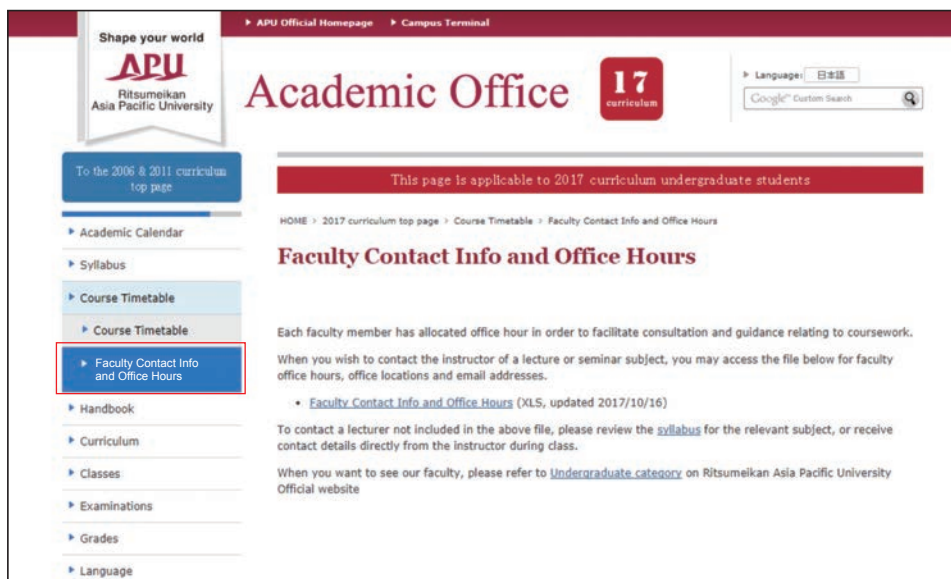 APU Official Homepage
Campus Terminal
Shape your world
APU
Ritsumeikan
Asia Pacific University
Academic Office
17
curriculum
Language:
日本語
Google™ Custom Search
To the 2006 & 2011 curriculum
top page
This page is applicable to 2017 curriculum undergraduate students
HOME > 2017 curriculum top page > Course Timetable > Faculty Contact Info and Office Hours
Academic Calendar
Syllabus
Course Timetable
Course Timetable
Faculty Contact Info
and Office Hours
Handbook
Curriculum
Classes
Examinations
Grades
Language
Faculty Contact Info and Office Hours
Each faculty member has allocated office hour in order to facilitate consultation and guidance relating to coursework.
When you wish to contact the instructor of a lecture or seminar subject, you may access the file below for faculty
office hours, office locations and email addresses.
• Faculty Contact Info and Office Hours (XLS, updated 2017/10/16)
To contact a lecturer not included in the above file, please review the syllabus for the relevant subject, or receive
contact details directly from the instructor during class.
When you want to see our faculty, please refer to Undergraduate category on Ritsumeikan Asia Pacific University
Official website